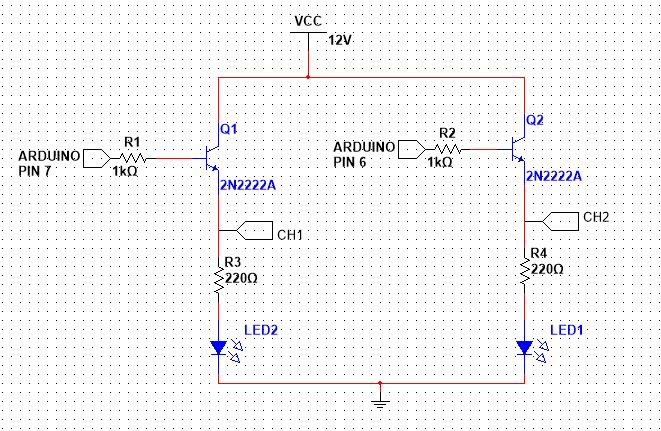 VCC
12V
Q1
Q2
R1
R2
ARDUINO
PIN 7
1kΩ
ARDUINO
PIN 6
1kΩ
2N2222A
2N2222A
CH1
CH2
R3
220Ω
R4
220Ω
LED2
LED1